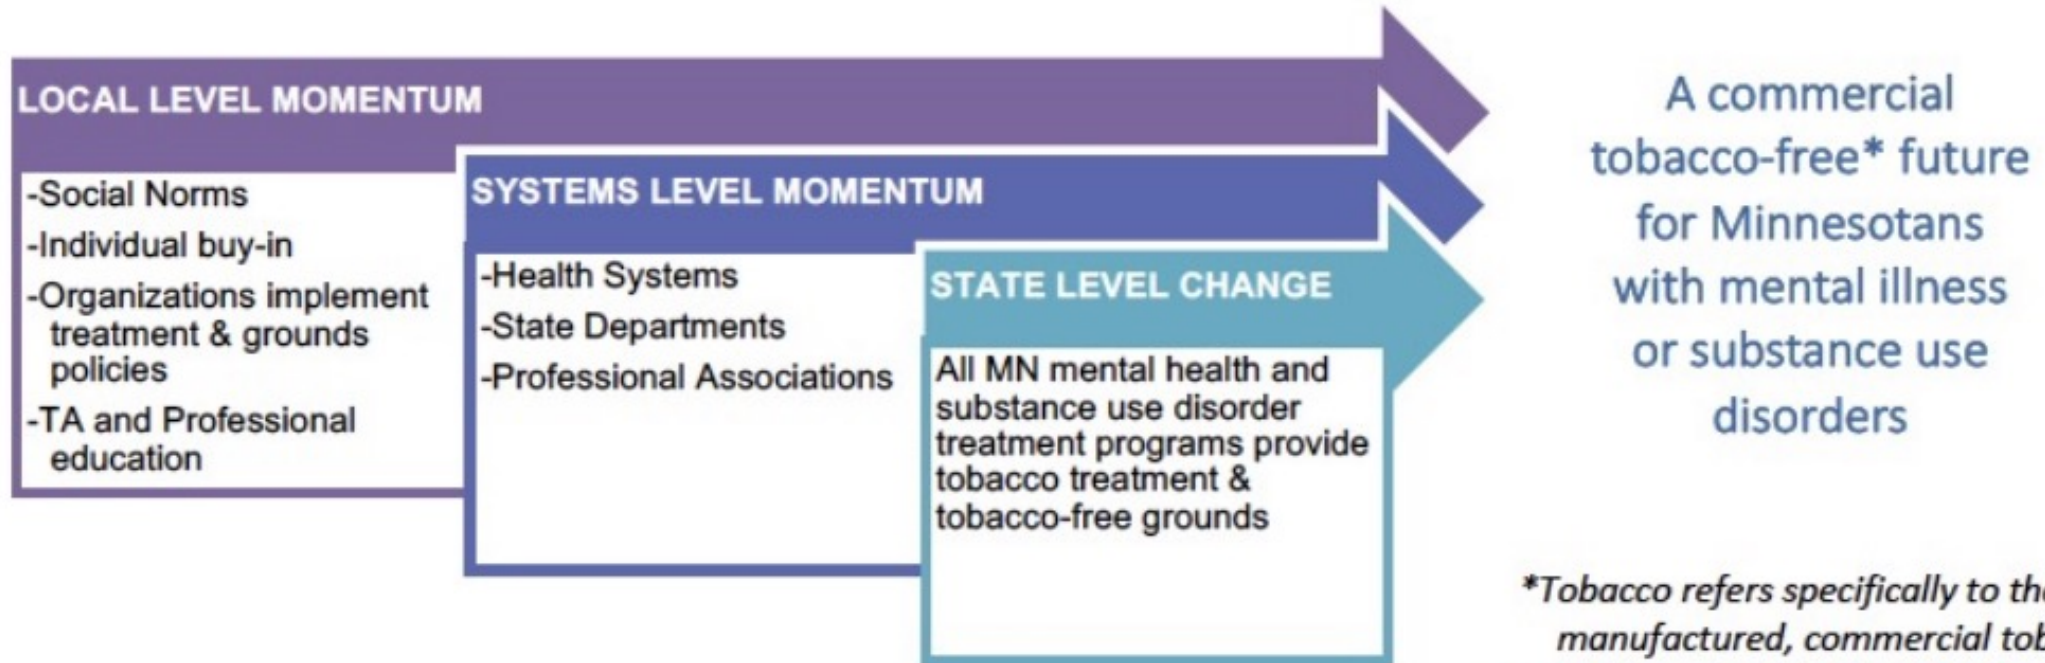 LOCAL LEVEL MOMENTUM
-Social Norms
-Individual buy-in
-Organizations implement
treatment & grounds
policies
-TA and Professional
education
SYSTEMS LEVEL MOMENTUM
-Health Systems
-State Departments
-Professional Associations
STATE LEVEL CHANGE
All MN mental health and
substance use disorder
treatment programs provide
tobacco treatment &
tobacco-free grounds
A commercial
tobacco-free* future
for Minnesotans
with mental illness
or substance use
disorders
*Tobacco refers specifically to
manufactured, commercial